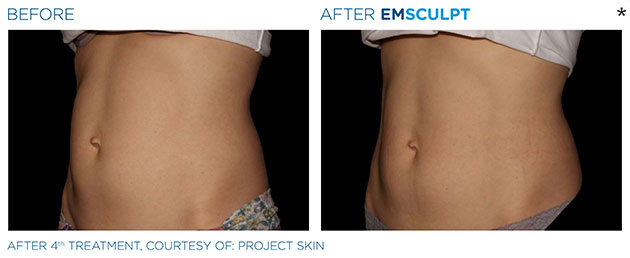 BEFORE
AFTER EMSCULPT *
AFTER 4th TREATMENT, COURTESY OF: PROJECT SKIN